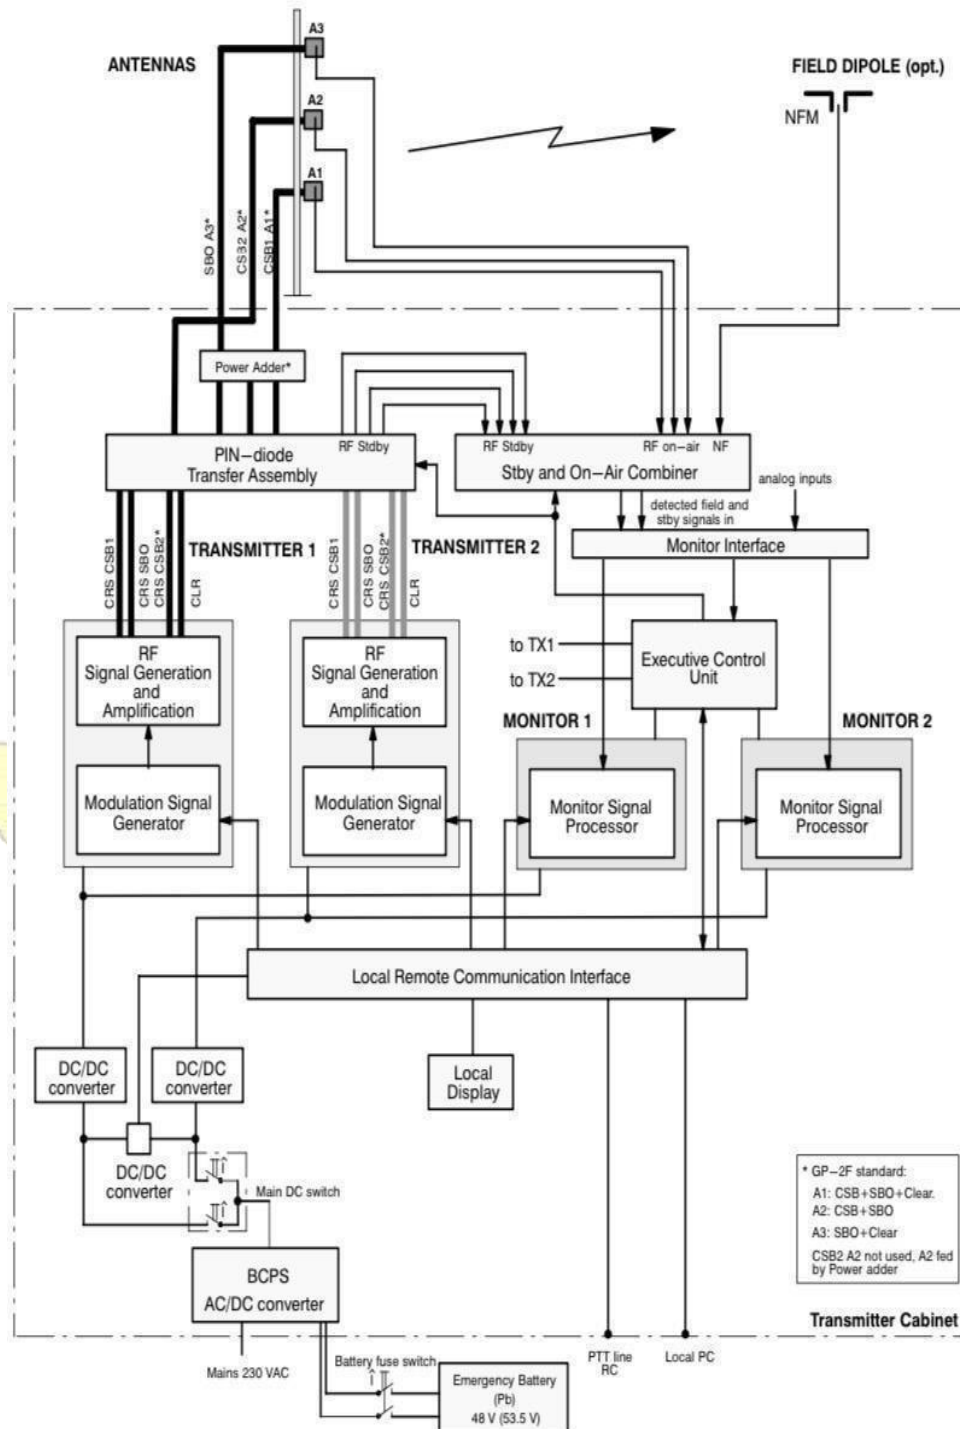 A3
ANTENNAS
FIELD DIPOLE (opt.)
A2
NFM
A1
SBO A3*
CSB2 A2*
CSB1 A1*
Power Adder*
PIN–diode
Transfer Assembly
RF Stdby
RF Stdby
RF on–air
NF
Stby and On–Air Combiner
analog inputs
detected field and
stby signals in
Monitor Interface
CRS CSB1
CRS SBO
CRS CSB2*
CLR
TRANSMITTER 1
CRS CSB1
CRS SBO
CRS CSB2*
CLR
TRANSMITTER 2
RF
Signal Generation
and
Amplification
RF
Signal Generation
and
Amplification
to TX1
to TX2
Executive Control
Unit
MONITOR 1
MONITOR 2
Modulation Signal
Generator
Modulation Signal
Generator
Monitor Signal
Processor
Monitor Signal
Processor
Local Remote Communication Interface
DC/DC
converter
DC/DC
converter
Local
Display
DC/DC
converter
Main DC switch
* GP–2F standard:
A1: CSB+SBO+Clear.
A2: CSB+SBO
A3: SBO+Clear
CSB2 A2 not used, A2 fed
by Power adder
BCPS
AC/DC converter
Transmitter Cabinet
Mains 230 VAC
Battery fuse switch
PTT line
RC
Local PC
Emergency Battery
(Pb)
48 V (53.5 V)